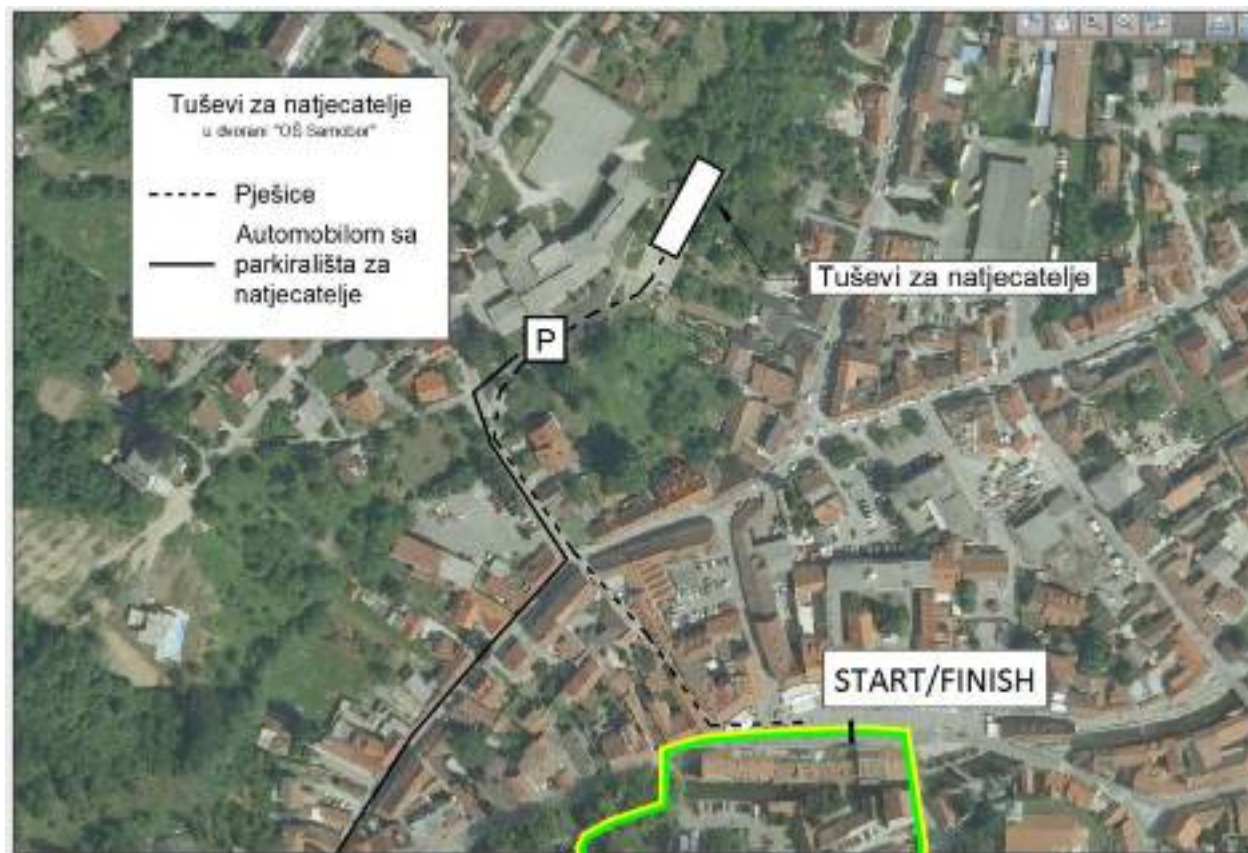 Tuševi za natjecatelje
u dvorani "OŠ Samobor"
Pješice
Automobilom sa
parkirališta za
natjecatelje
Tuševi za natjecatelje
P
START/FINISH